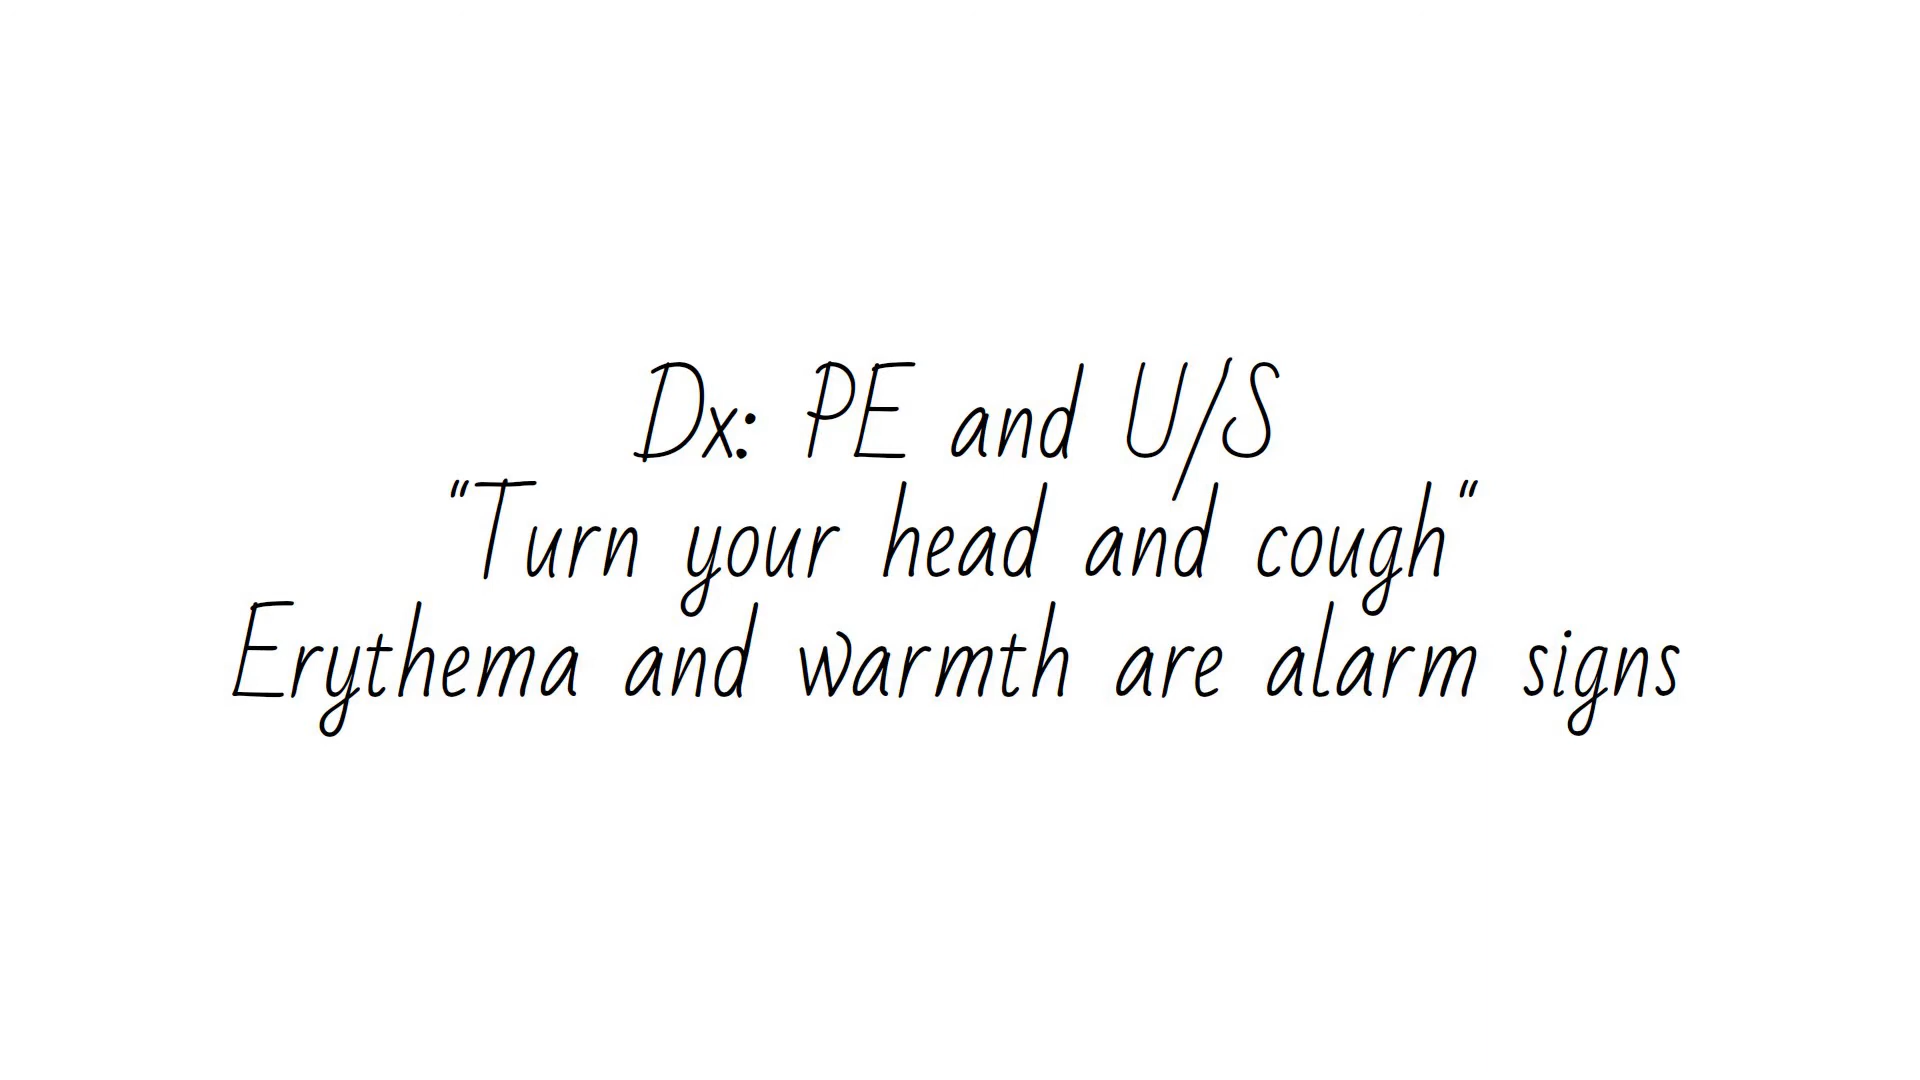 Dx: PE and U/S
"Turn your head and cough"
Erythema and warmth are alarm signs